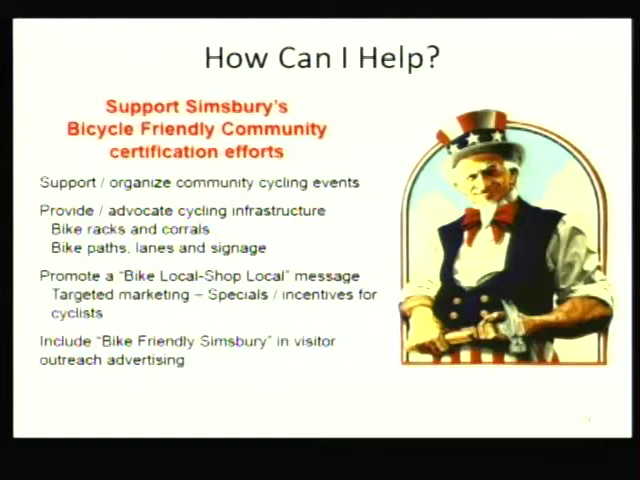 How Can I Help?
Support Simsbury's
Bicycle Friendly Community
certification efforts
Support / organize community cycling events
Provide / advocate cycling infrastructure
Bike racks and corrals
Bike paths, lanes and signage
Promote a "Bike Local-Shop Local" message
Targeted marketing – Specials / incentives for
cyclists
Include "Bike Friendly Simsbury" in visitor
outreach advertising